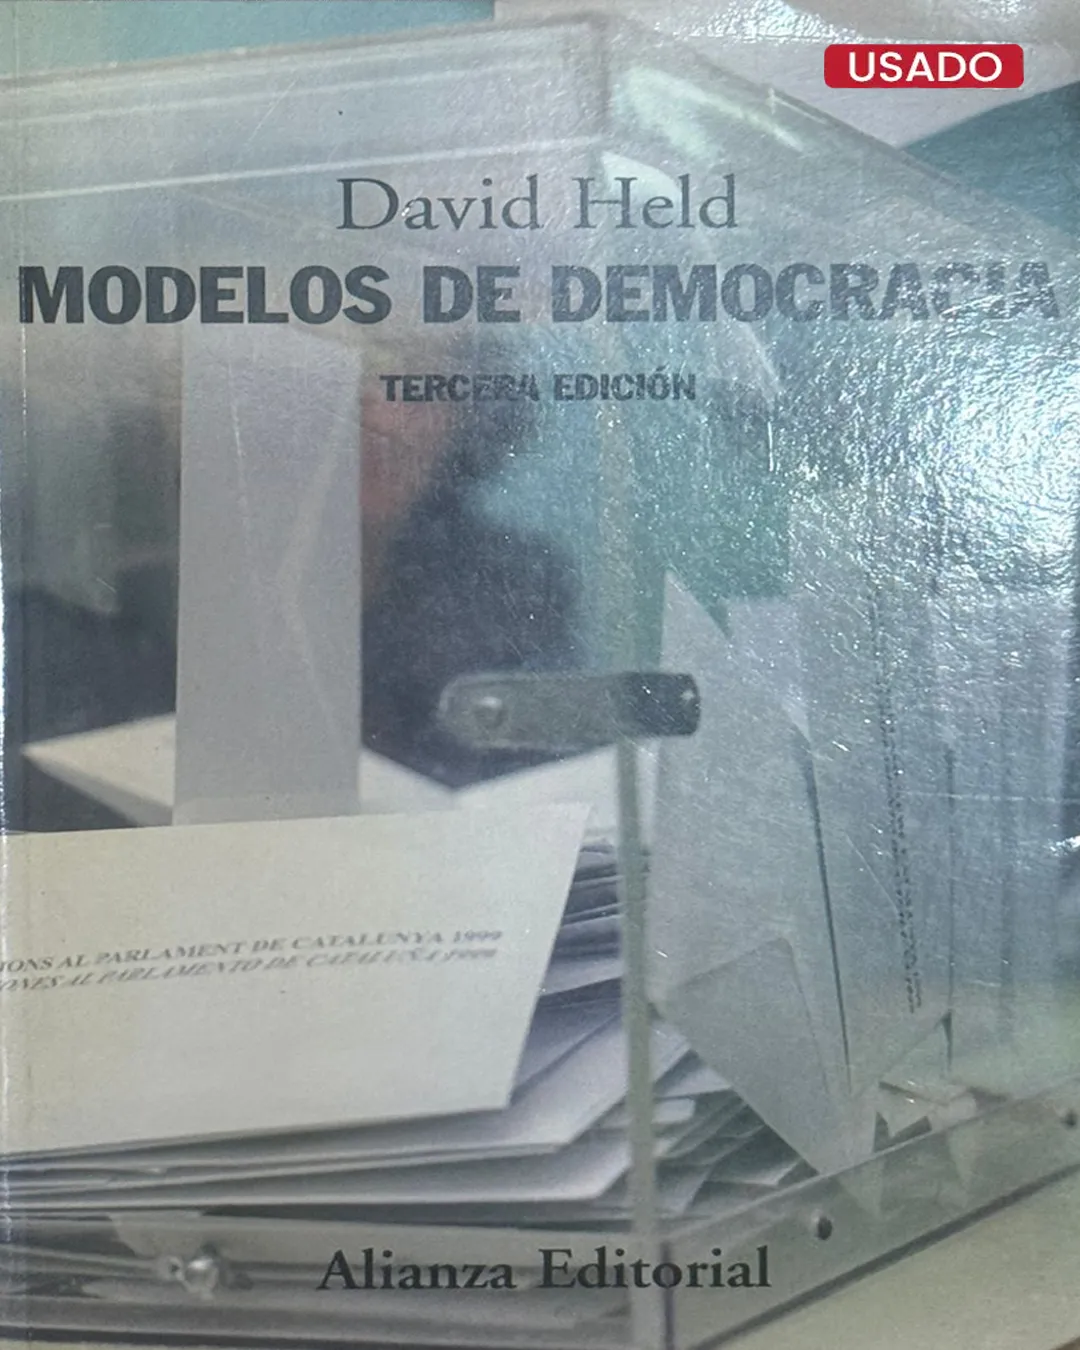 USADO
David Held
MODELOS DE DEMOCRACIA
TERCERA EDICIÓN
IONS AL PARLAMENT DE CATALUNYA 1999
ONES AL PARLAMENTO DE CATALUÑA 1999
Alianza Editorial